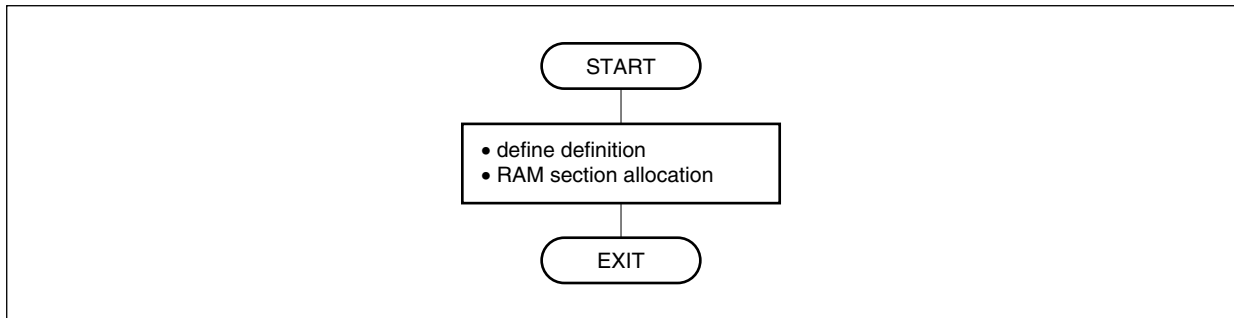 START
• define definition
• RAM section allocation
EXIT